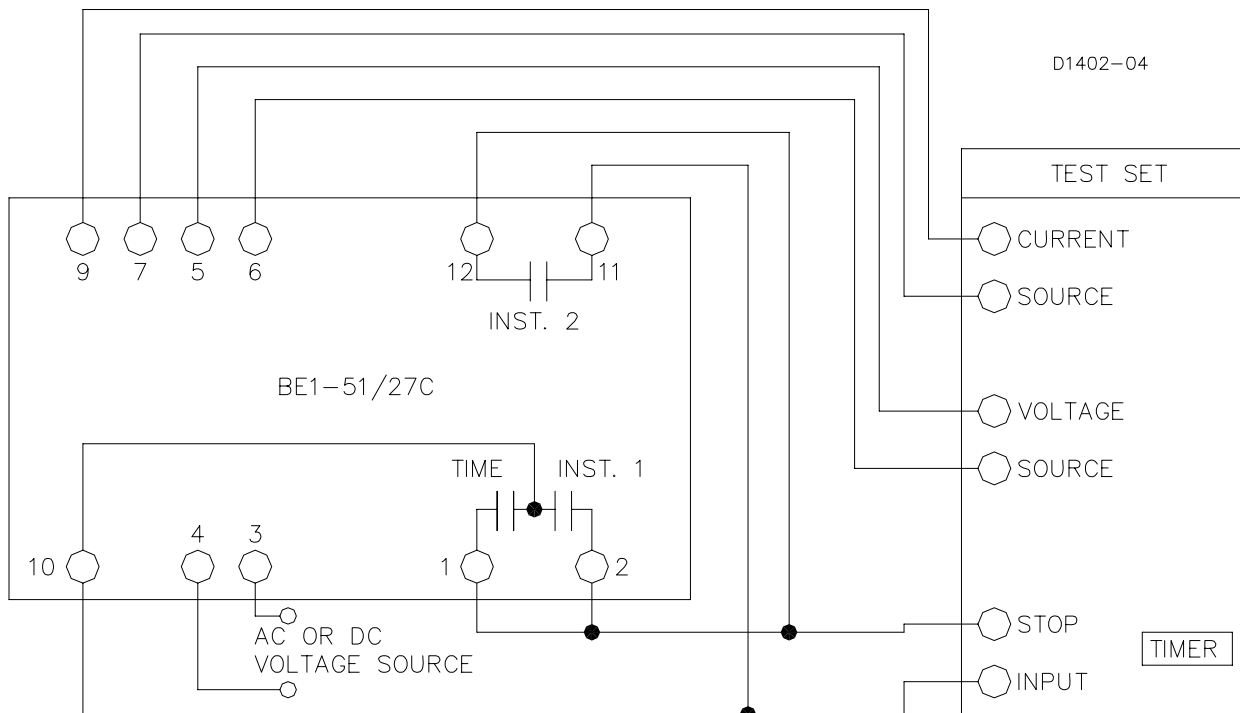 D1402-04
TEST SET
9 7 5 6 12 11 CURRENT
INST. 2 SOURCE
BE1-51/27C
VOLTAGE
TIME INST. 1 SOURCE
4 3
10 1 2
AC OR DC
VOLTAGE SOURCE
STOP
TIMER
INPUT